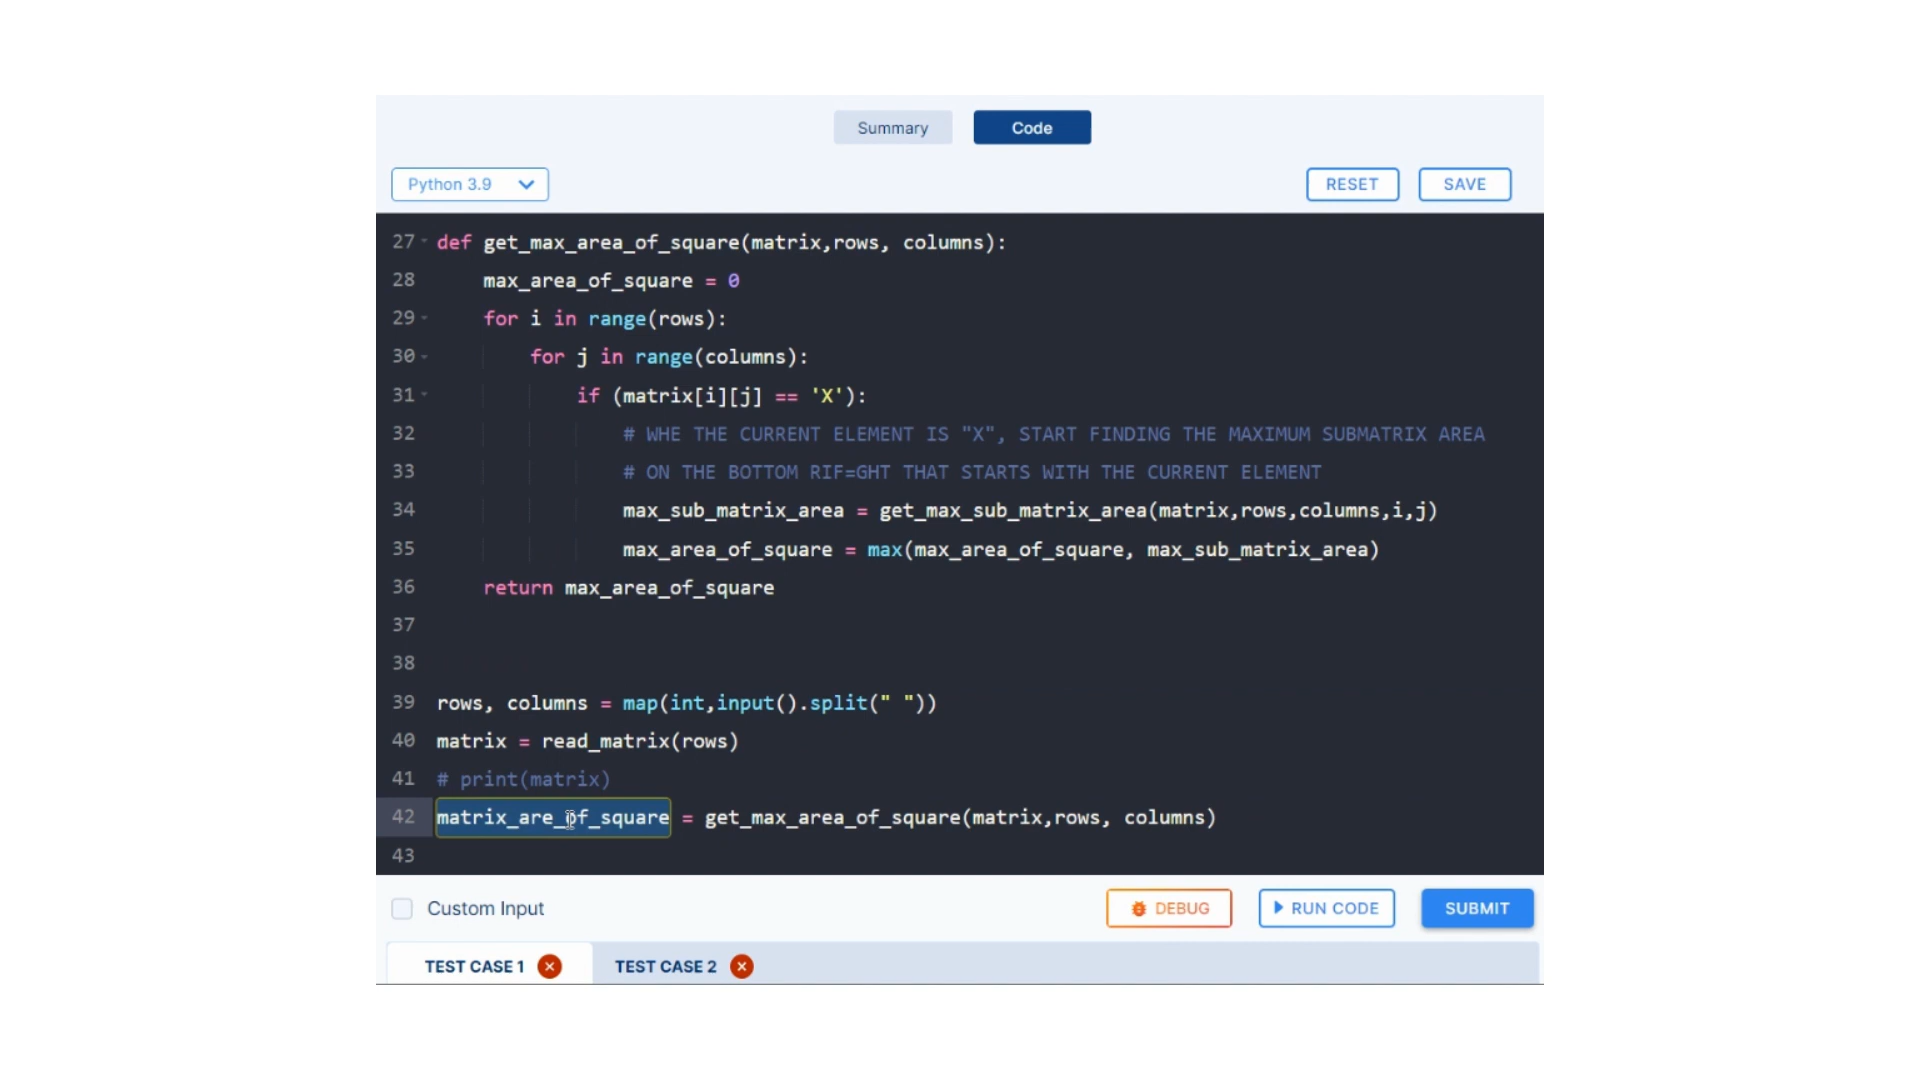 Summary Code
Python 3.9 RESET SAVE
27 def get_max_area_of_square(matrix,rows, columns):
28 max_area_of_square = 0
29 for i in range(rows):
30 for j in range(columns):
31 if (matrix[i][j] == 'X'):
32 # WHE THE CURRENT ELEMENT IS "X", START FINDING THE MAXIMUM SUBMATRIX AREA
33 # ON THE BOTTOM RIF=GHT THAT STARTS WITH THE CURRENT ELEMENT
34 max_sub_matrix_area = get_max_sub_matrix_area(matrix,rows,columns,i,j)
35 max_area_of_square = max(max_area_of_square, max_sub_matrix_area)
36 return max_area_of_square
37
38
39 rows, columns = map(int,input().split(" "))
40 matrix = read_matrix(rows)
41 # print(matrix)
42 matrix_are_of_square = get_max_area_of_square(matrix,rows, columns)
43
Custom Input DEBUG RUN CODE SUBMIT
TEST CASE 1 TEST CASE 2